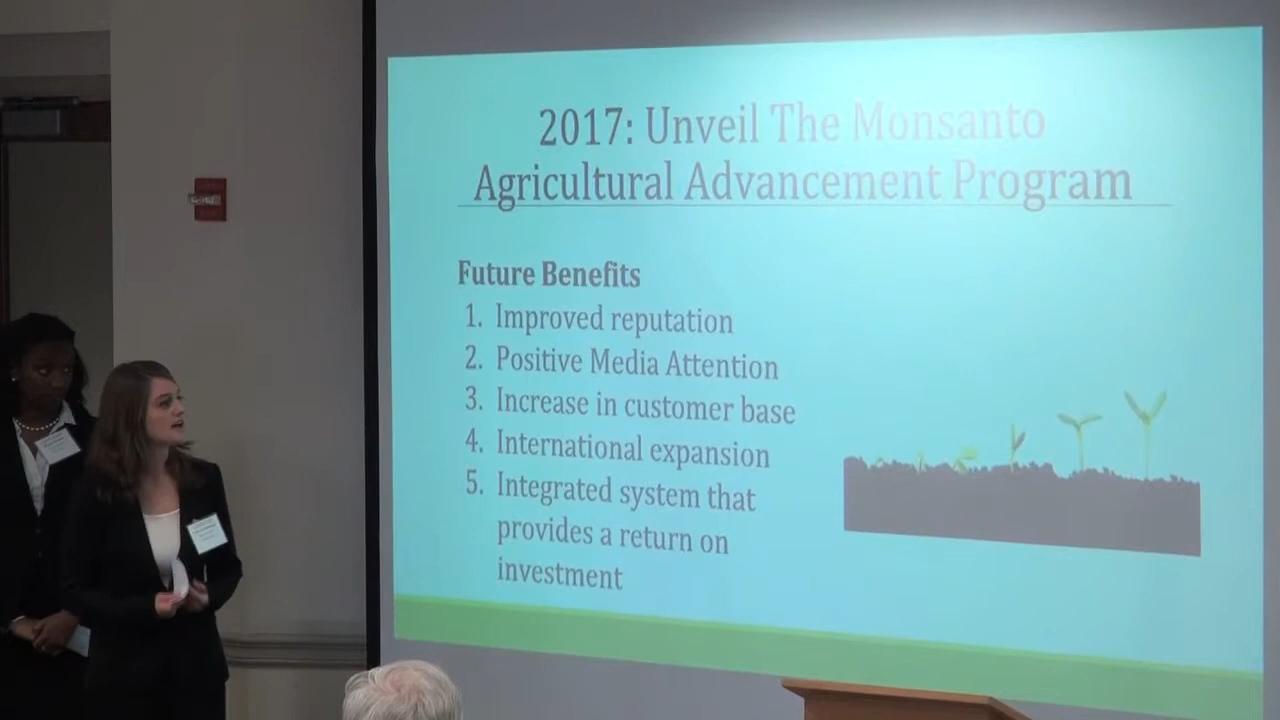 2017: Unveil The Monsanto
Agricultural Advancement Program
Future Benefits
1. Improved reputation
2. Positive Media Attention
3. Increase in customer base
4. International expansion
5. Integrated system that
provides a return on
investment